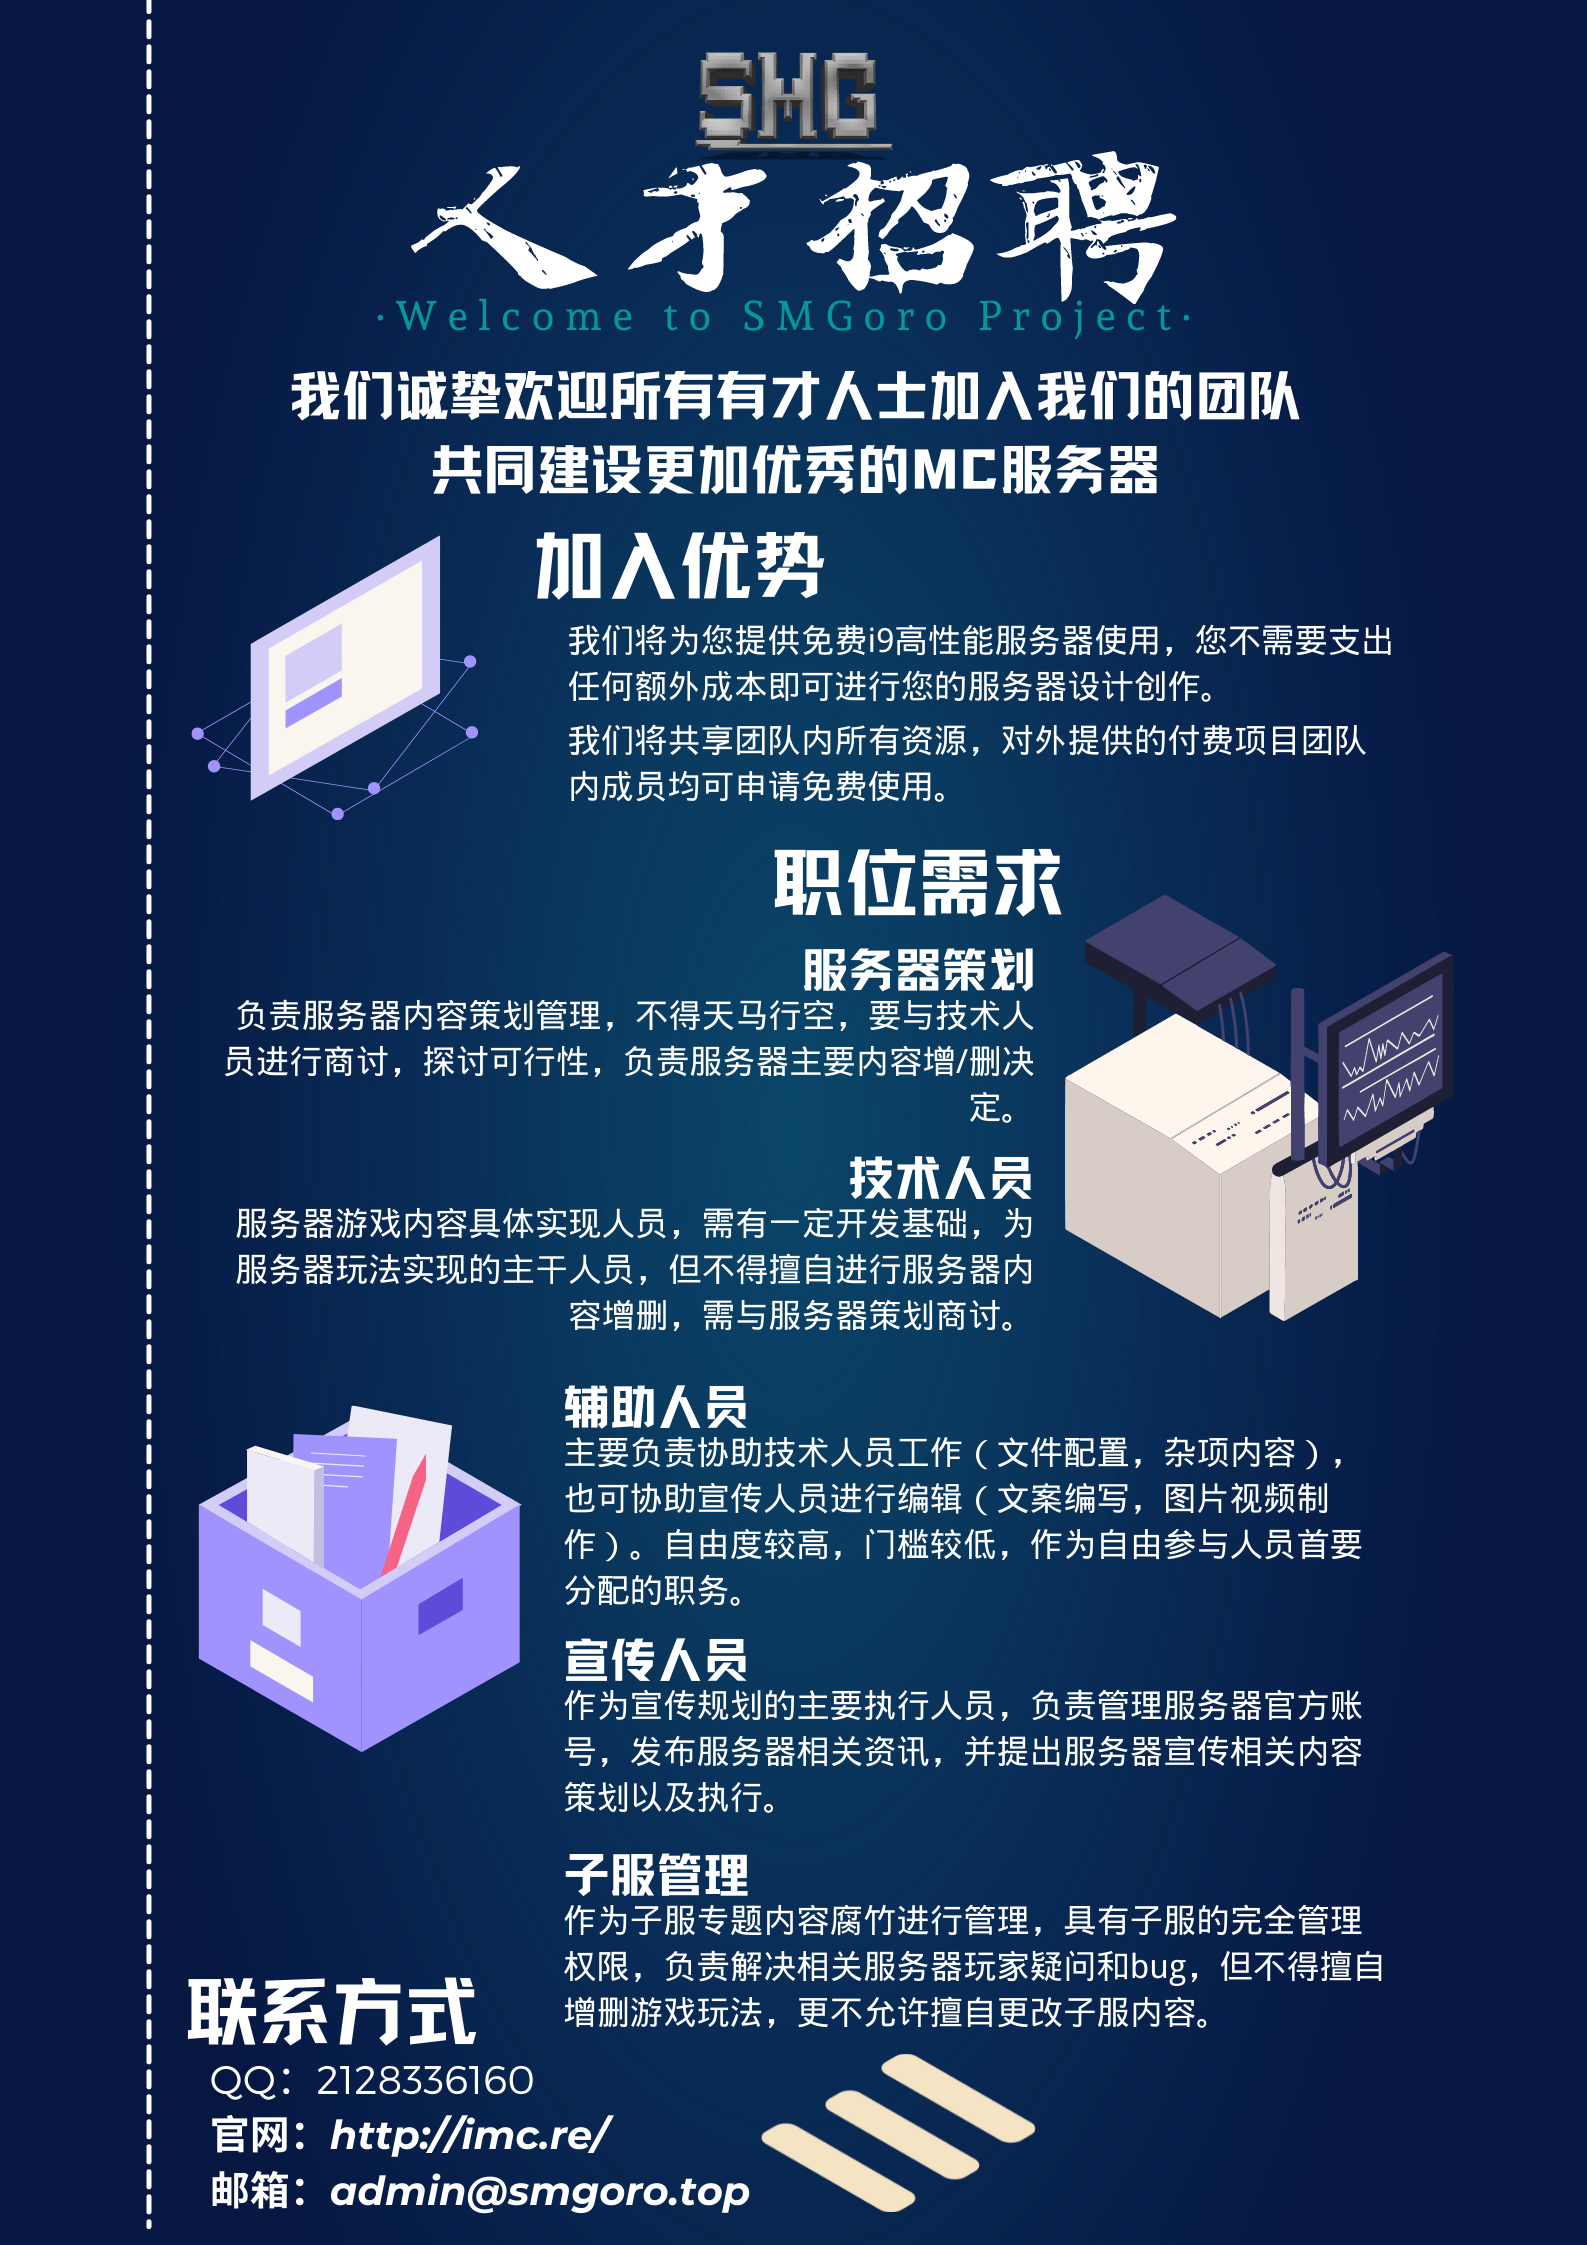 SMG
人才招聘
·Welcome to SMGoro Project·
我们诚挚欢迎所有有才人士加入我们的团队
共同建设更加优秀的MC服务器
加入优势
我们将为您提供免费i9高性能服务器使用，您不需要支出
任何额外成本即可进行您的服务器设计创作。
我们将共享团队内所有资源，对外提供的付费项目团队
内成员均可申请免费使用。
职位需求
服务器策划
负责服务器内容策划管理，不得天马行空，要与技术人
员进行商讨，探讨可行性，负责服务器主要内容增/删决
定。
技术人员
服务器游戏内容具体实现人员，需有一定开发基础，为
服务器玩法实现的主干人员，但不得擅自进行服务器内
容增删，需与服务器策划商讨。
辅助人员
主要负责协助技术人员工作（文件配置，杂项内容），
也可协助宣传人员进行编辑（文案编写，图片视频制
作）。自由度较高，门槛较低，作为自由参与人员首要
分配的职务。
宣传人员
作为宣传规划的主要执行人员，负责管理服务器官方账
号，发布服务器相关资讯，并提出服务器宣传相关内容
策划以及执行。
子服管理
作为子服专题内容腐竹进行管理，具有子服的完全管理
权限，负责解决相关服务器玩家疑问和bug，但不得擅自
增删游戏玩法，更不允许擅自更改子服内容。
联系方式
QQ：2128336160
官网：http://imc.re/
邮箱：admin@smgoro.top